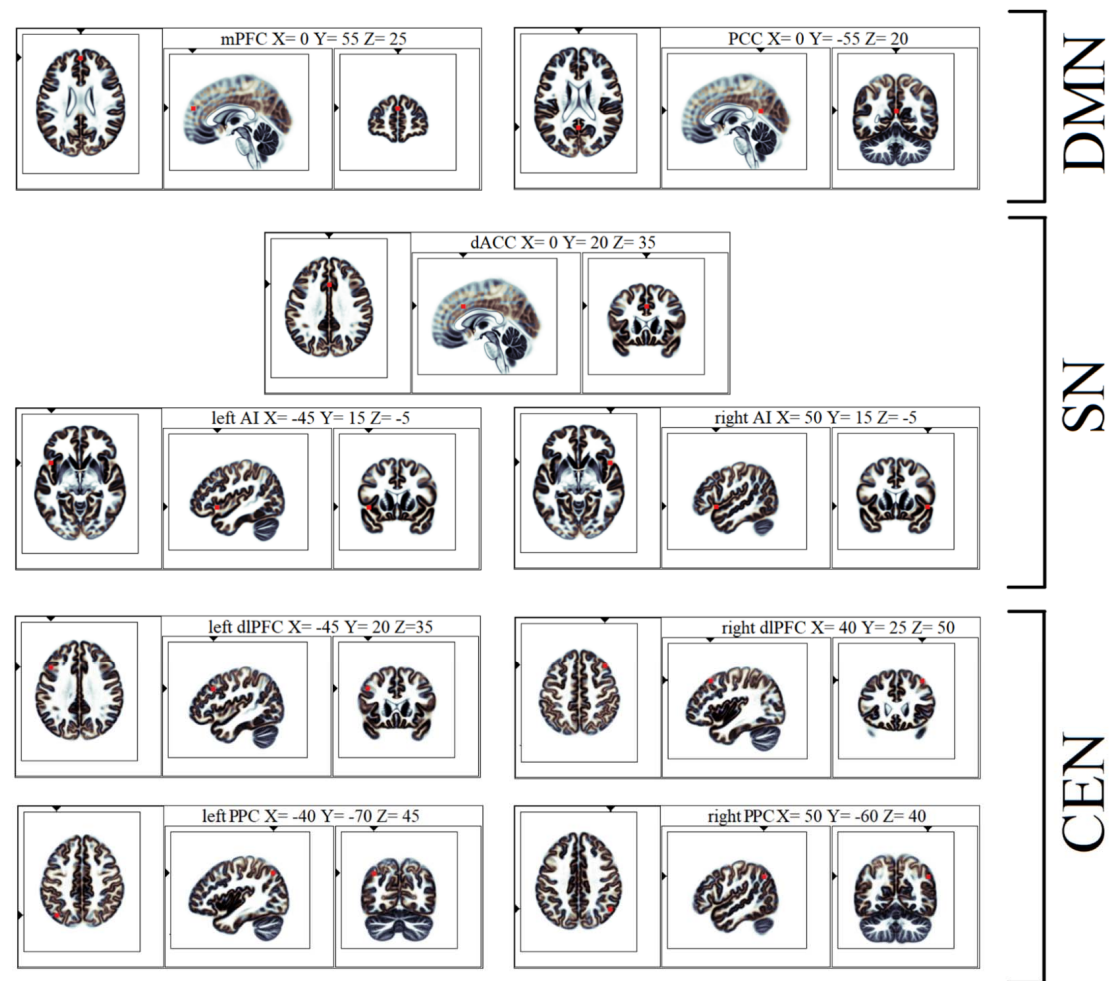 mPFC X= 0 Y= 55 Z= 25
PCC X= 0 Y= -55 Z= 20
DMN
dACC X= 0 Y= 20 Z= 35
left AI X= -45 Y= 15 Z= -5
right AI X= 50 Y= 15 Z= -5
SN
left dlPFC X= -45 Y= 20 Z=35
right dlPFC X= 40 Y= 25 Z= 50
left PPC X= -40 Y= -70 Z= 45
right PPC X= 50 Y= -60 Z= 40
CEN